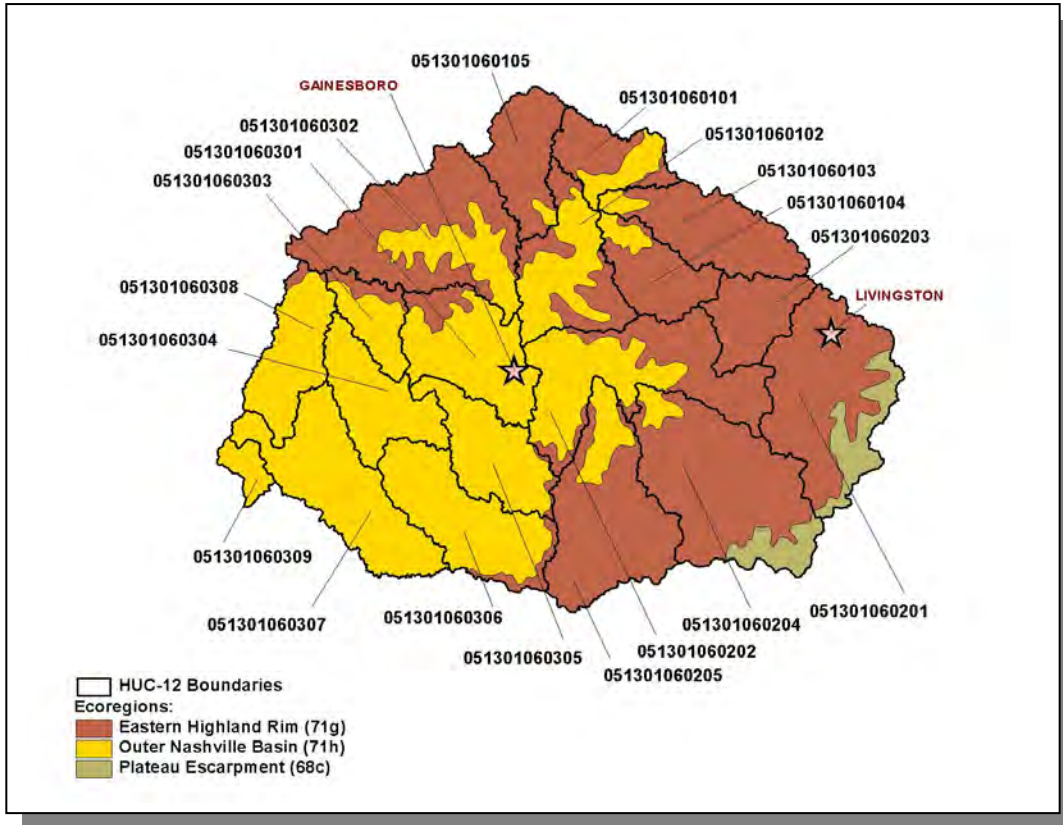 051301060105
GAINESBORO
051301060101
051301060302
051301060102
051301060301
051301060303
051301060103
051301060104
051301060203
051301060308
LIVINGSTON
051301060304
051301060309
051301060201
051301060307
051301060306
051301060204
051301060305
051301060202
051301060205
HUC-12 Boundaries
Ecoregions:
Eastern Highland Rim (71g)
Outer Nashville Basin (71h)
Plateau Escarpment (68c)